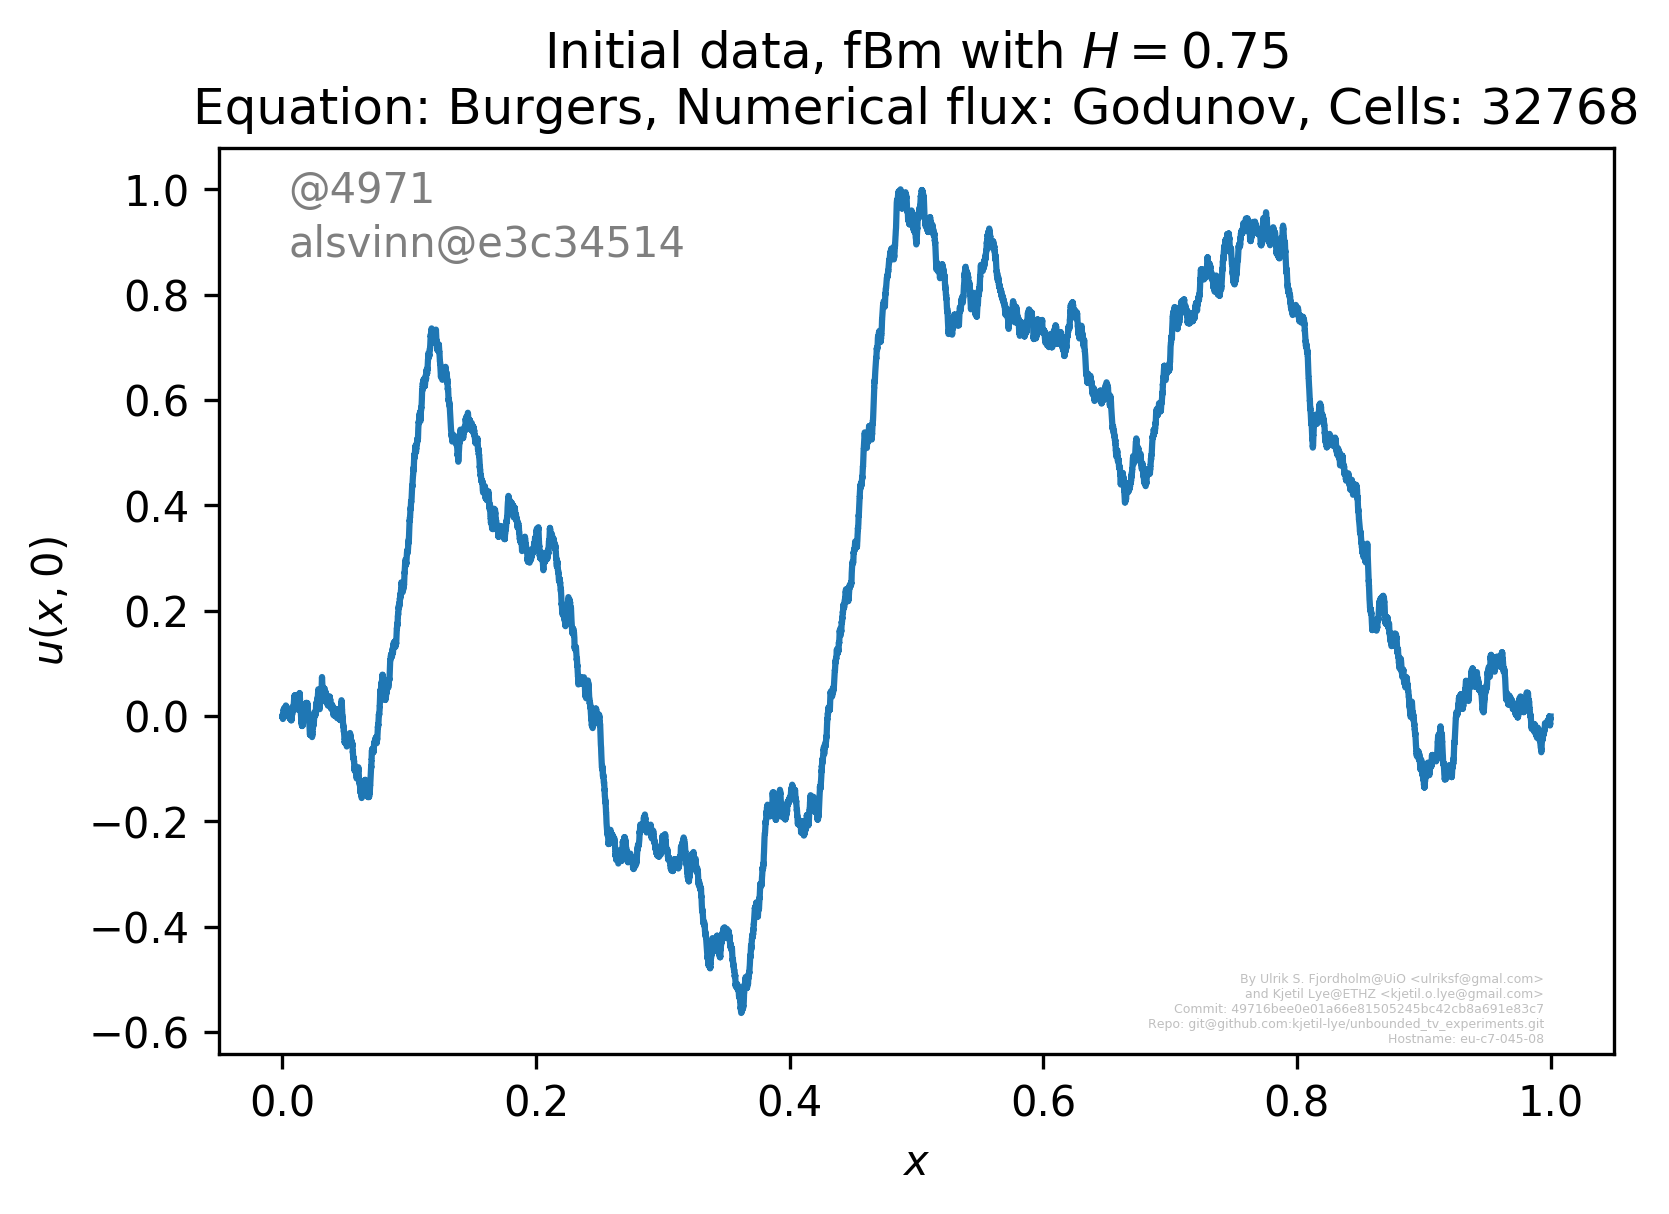 Initial data, fBm with H = 0.75
Equation: Burgers, Numerical flux: Godunov, Cells: 32768
@4971
alsvinn@e3c34514
1.0
0.8
0.6
0.4
0.2
0.0
−0.2
−0.4
−0.6
u(x, 0)
By Ulrik S. Fjordholm@UiO <ulriksf@gmal.com>
and Kjetil Lye@ETHZ <kjetil.o.lye@gmail.com>
Commit: 49716bee0e01a66e81505245bc42cb8a691e83c7
Repo: git@github.com:kjetil-lye/unbounded_tv_experiments.git
Hostname: eu-c7-045-08
0.0 0.2 0.4 0.6 0.8 1.0
x